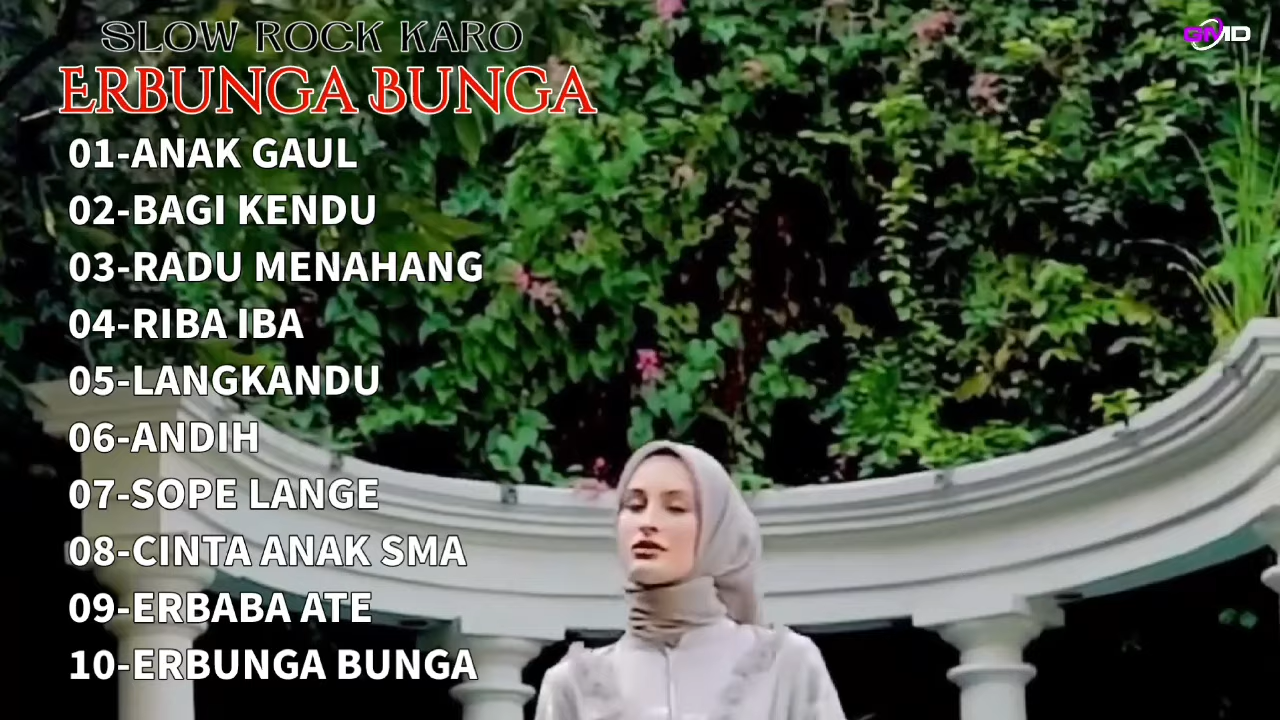 SLOW ROCK KARO
ERBUNGA BUNGA
GMD
01-ANAK GAUL
02-BAGI KENDU
03-RADU MENAHANG
04-RIBA IBA
05-LANGKANDU
06-ANDIH
07-SOPE LANGE
08-CINTA ANAK SMA
09-ERBABA ATE
10-ERBUNGA BUNGA